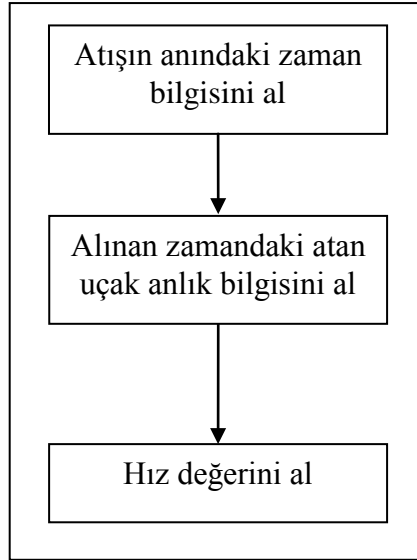 Atışın anındaki zaman
bilgisini al
Alınan zamandaki atan
uçak anlık bilgisini al
Hız değerini al